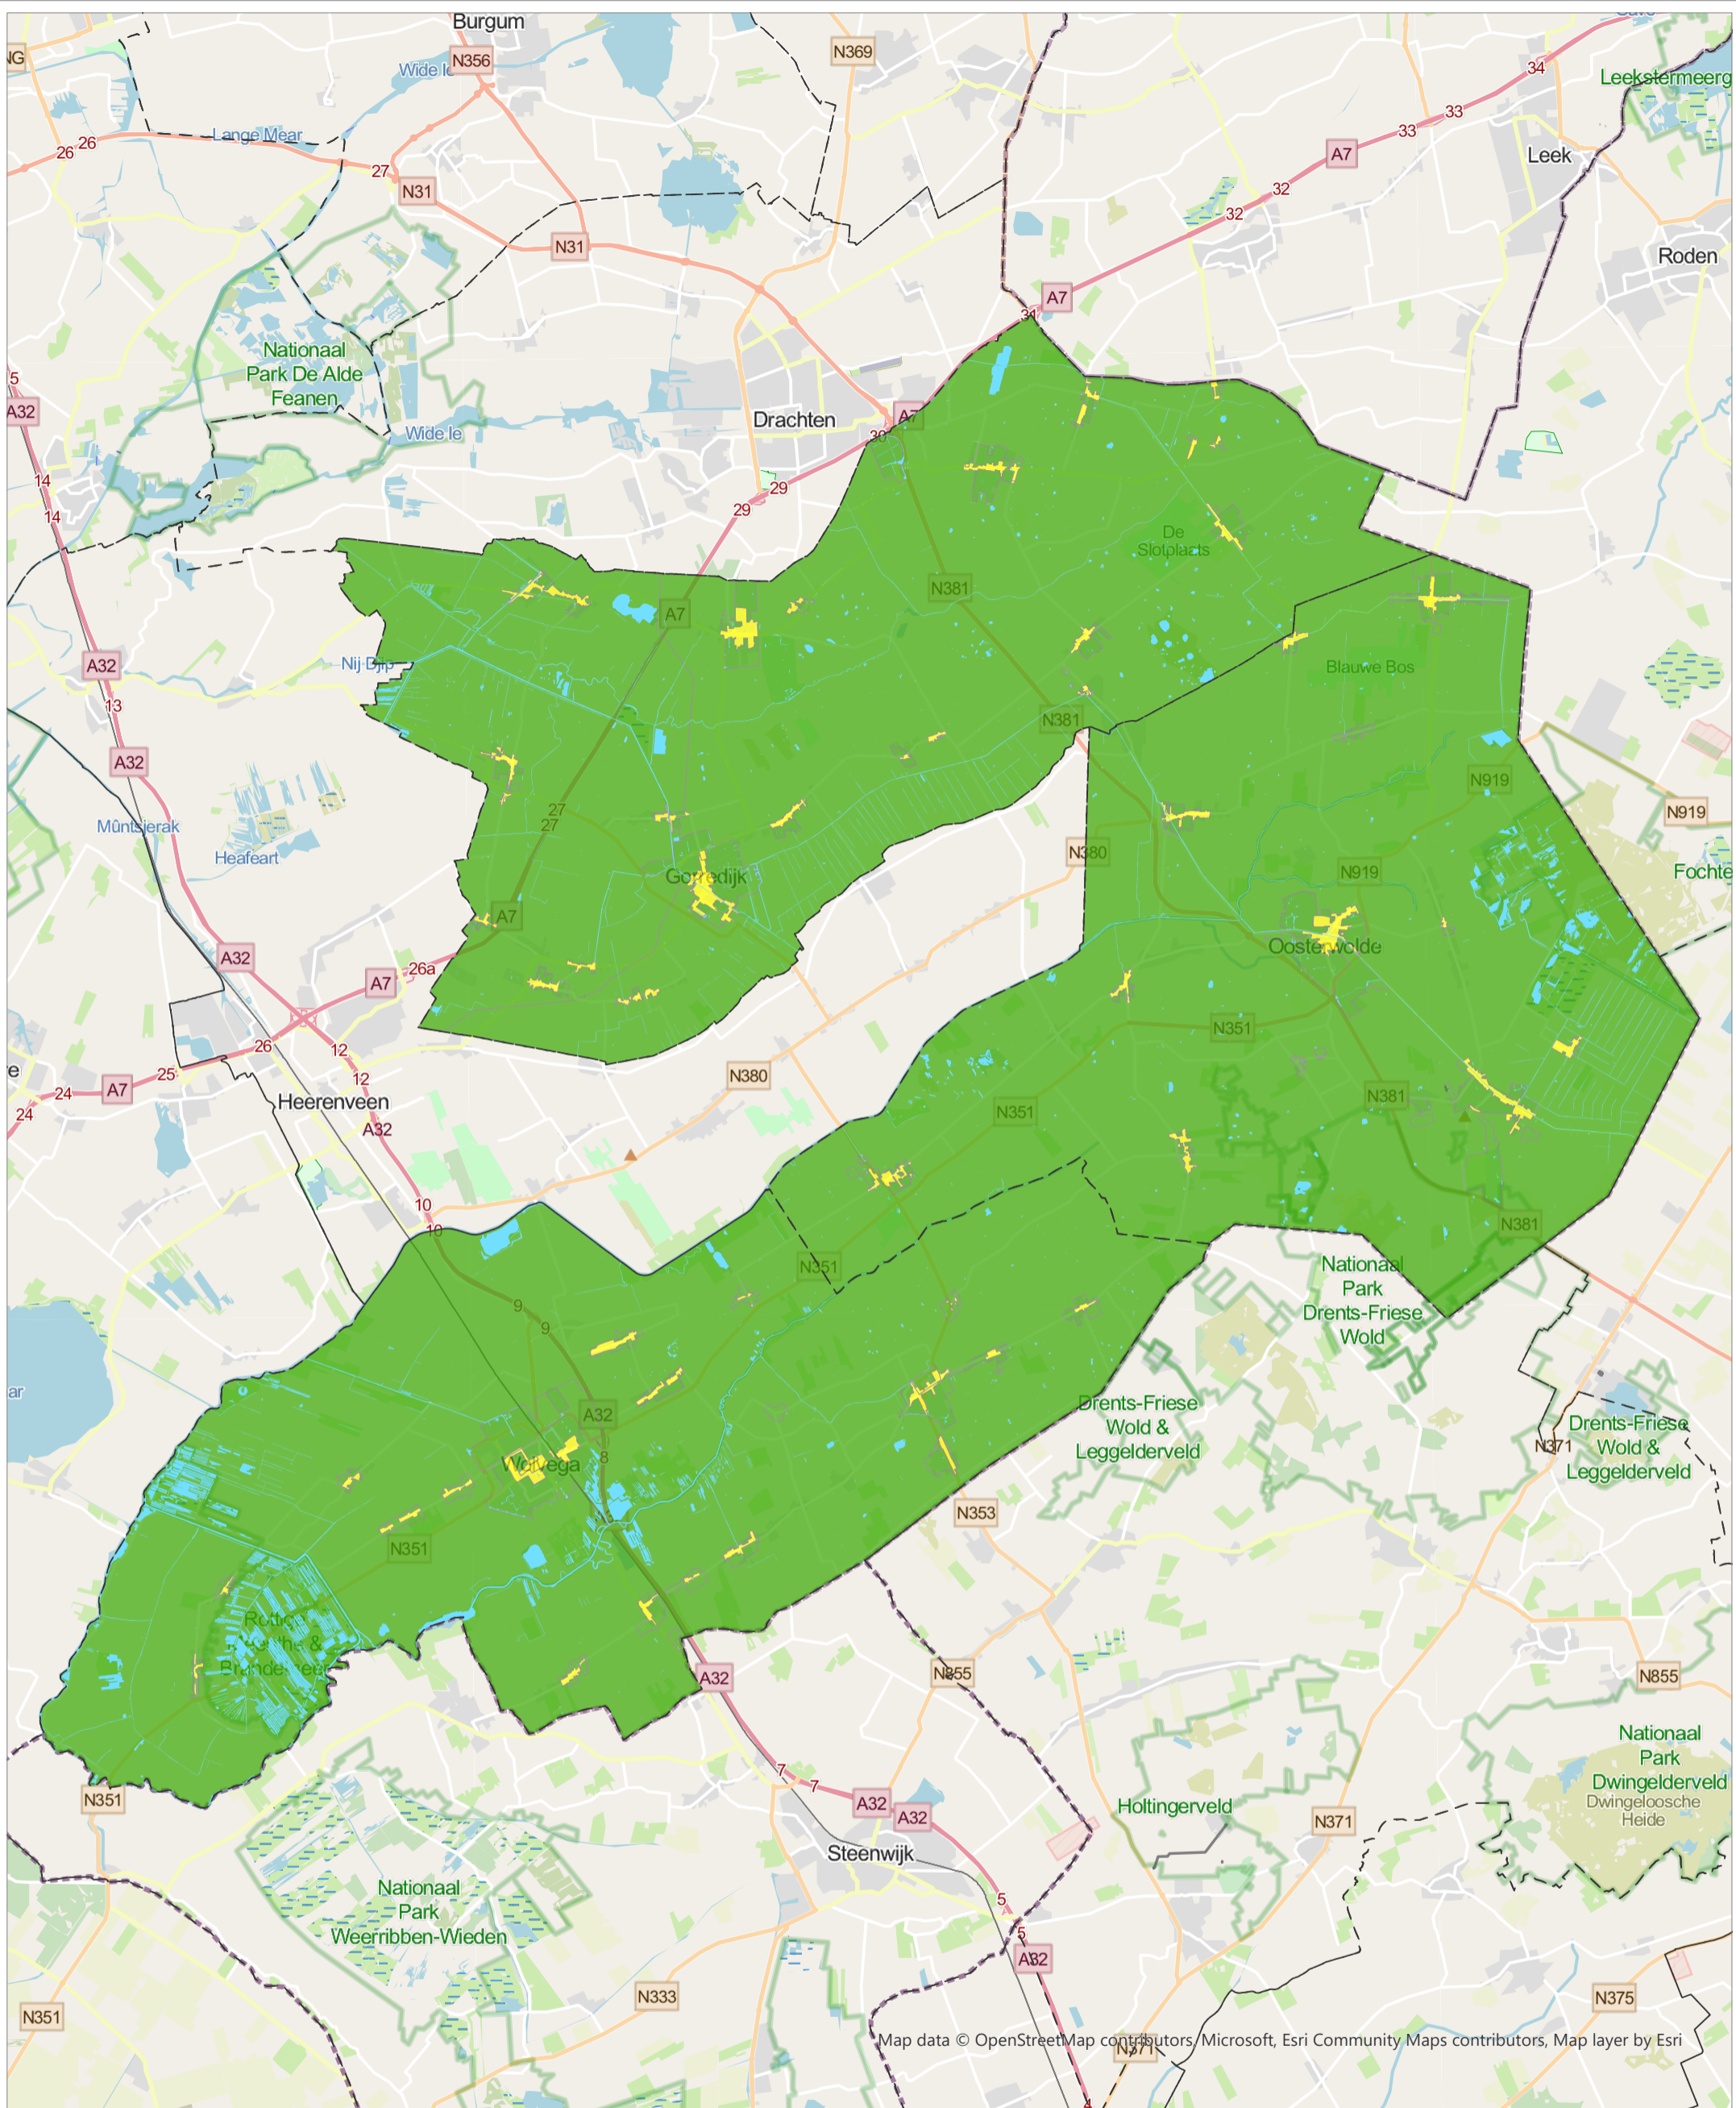 Burgum
NG
N356
N369
Wide Ie
34
Leekstermeerg
33
33
Lange Mear
26
26
27
A7
Leek
N31
32
32
N31
Roden
A7
31
Nationaal
Park De Alde
Feanen
5
A32
Drachten
A7
30
Wide Ie
14
29
29
14
De
Slotplaats
N381
A7
Nij Djip
A32
Blauwe Bos
13
N381
A32
N919
27
27
N919
Mûntsjerak
Heafeart
N380
N919
Fochte
Gorredijk
A7
Oosterwolde
A32
26a
A7
N351
26
12
e
25
24
A7
24
12
N380
Heerenveen
A32
N351
N381
10
10
N381
N351
Nationaal
Park
Drents-Friese
Wold
9
9
ar
Drents-Friese
Wold &
Leggelderveld
A32
8
Drents-Friese
Wold &
Leggelderveld
N371
Wolvega
N353
N351
Brandemeer
A32
N855
N855
Nationaal
Park
Dwingelderveld
Dwingeloosche
Heide
7
7
N351
A32
A32
Holtingerveld
N371
Steenwijk
Nationaal
Park
Weerribben-Wieden
5
5
A32
N333
N375
N351
Map data © OpenStreetMap contributors, Microsoft, Esri Community Maps contributors, Map layer by Esri
N371
4